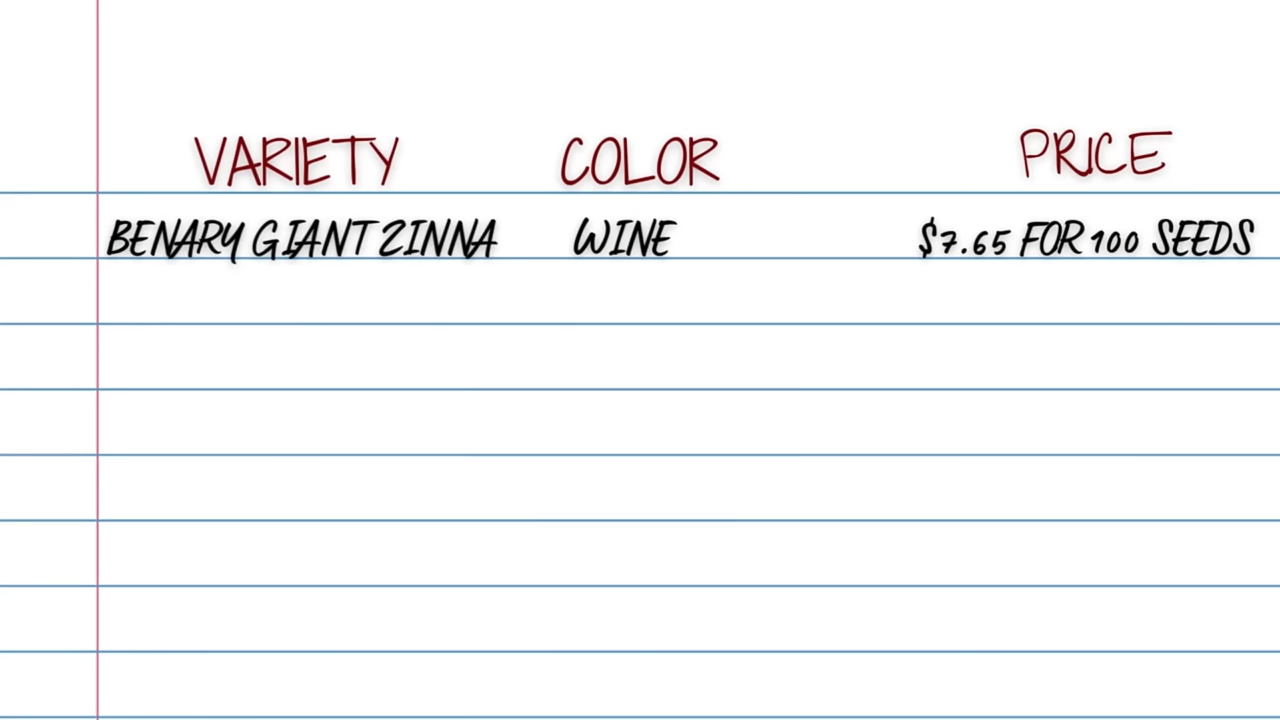 VARIETY COLOR PRICE
BENARY GIANT ZINNA WINE $7.65 FOR 100 SEEDS